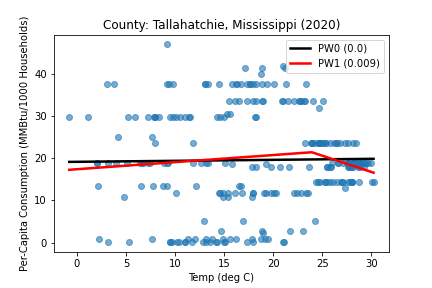 County: Tallahatchie, Mississippi (2020)
PW0 (0.0)
PW1 (0.009)
Per-Capita Consumption (MMBtu/1000 Households)
40
30
20
10
0
0 5 10 15 20 25 30
Temp (deg C)